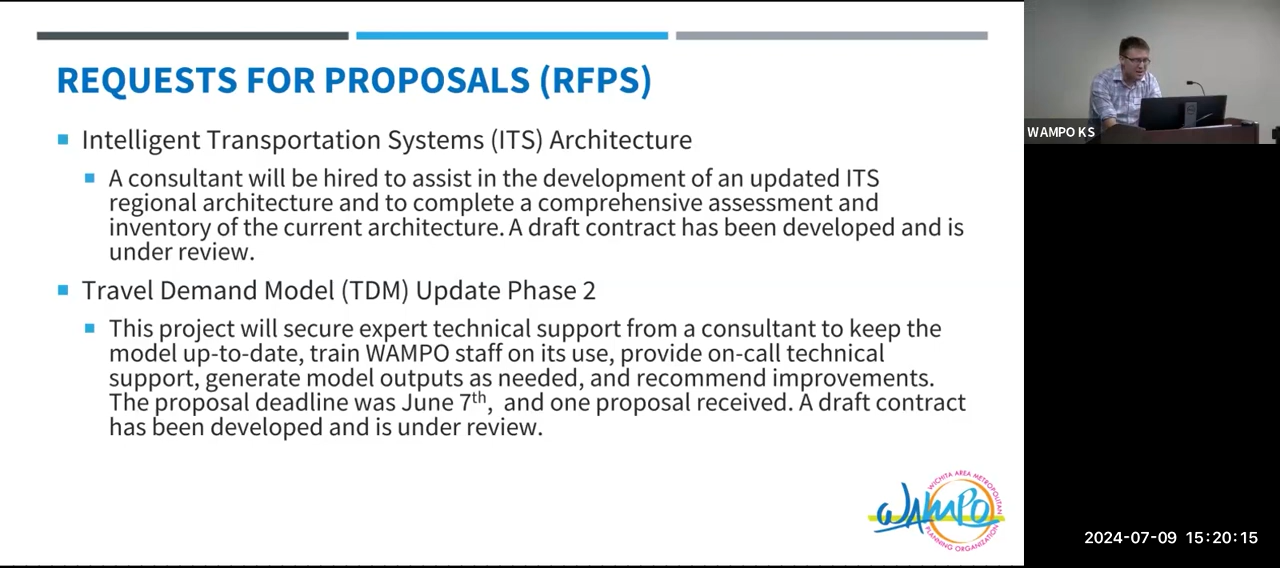 REQUESTS FOR PROPOSALS (RFPS)
Intelligent Transportation Systems (ITS) Architecture
A consultant will be hired to assist in the development of an updated ITS
regional architecture and to complete a comprehensive assessment and
inventory of the current architecture. A draft contract has been developed and is
under review.
Travel Demand Model (TDM) Update Phase 2
This project will secure expert technical support from a consultant to keep the
model up-to-date, train WAMPO staff on its use, provide on-call technical
support, generate model outputs as needed, and recommend improvements.
The proposal deadline was June 7th, and one proposal received. A draft contract
has been developed and is under review.
WICHITA AREA METROPOLITAN
WAMPO
PLANNING ORGANIZATION
WAMPO KS
2024-07-09 15:20:15